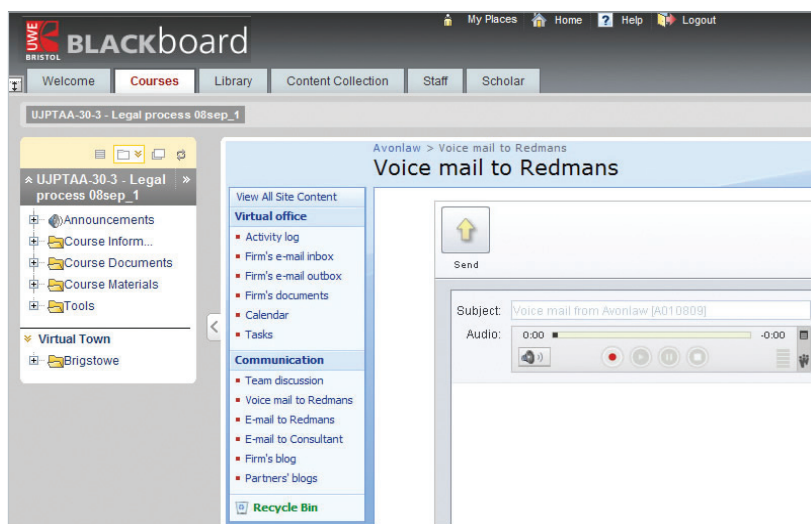 My Places Home ? Help Logout
UWE
BRISTOL
BLACKboard
Welcome Courses Library Content Collection Staff Scholar
UJPTAA-30-3 - Legal process 08sep_1
UJPTAA-30-3 - Legal
process 08sep_1
Announcements
Course Inform...
Course Documents
Course Materials
Tools
Virtual Town
Brigstowe
Avonlaw > Voice mail to Redmans
Voice mail to Redmans
View All Site Content
Virtual office
Activity log
Firm's e-mail inbox
Firm's e-mail outbox
Firm's documents
Calendar
Tasks
Communication
Team discussion
Voice mail to Redmans
E-mail to Redmans
E-mail to Consultant
Firm's blog
Partners' blogs
Recycle Bin
Send
Subject: Voice mail from Avonlaw [A010809]
Audio: 0:00 -0:00